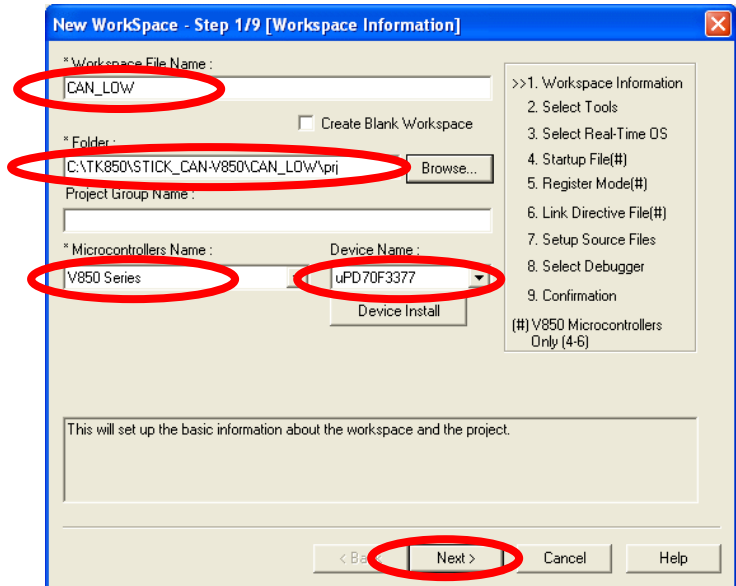 New WorkSpace - Step 1/9 [Workspace Information]
* Workspace File Name :
CAN_LOW
Create Blank Workspace
* Folder :
C:\TK850\STICK_CAN-V850\CAN_LOW\prj
Browse...
Project Group Name :
* Microcontrollers Name :
Device Name :
V850 Series
uPD70F3377
Device Install
>>1. Workspace Information
2. Select Tools
3. Select Real-Time OS
4. Startup File(#)
5. Register Mode(#)
6. Link Directive File(#)
7. Setup Source Files
8. Select Debugger
9. Confirmation
(#) V850 Microcontrollers
Only (4-6)
This will set up the basic information about the workspace and the project.
Next >
Cancel
Help